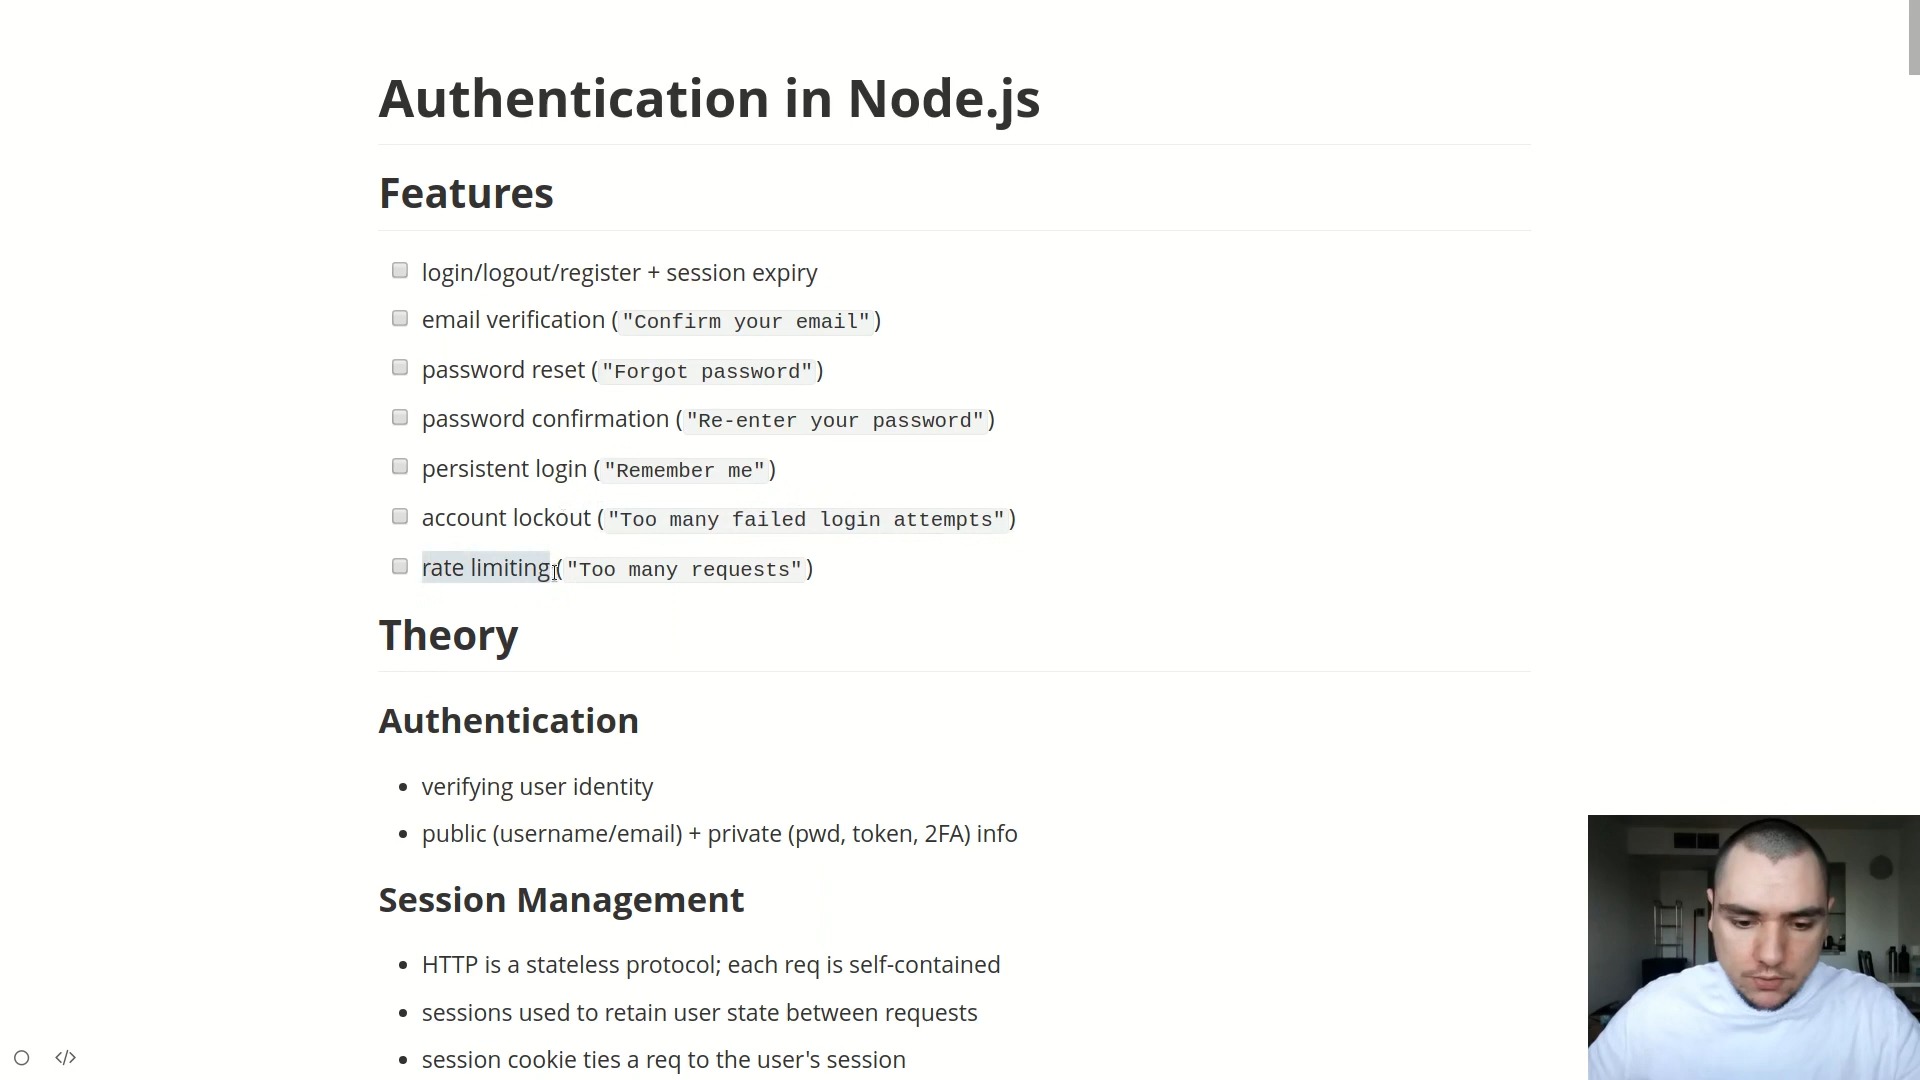 Authentication in Node.js
Features
login/logout/register + session expiry
email verification ("Confirm your email")
password reset ("Forgot password")
password confirmation ("Re-enter your password")
persistent login ("Remember me")
account lockout ("Too many failed login attempts")
rate limiting ("Too many requests")
Theory
Authentication
verifying user identity
public (username/email) + private (pwd, token, 2FA) info
Session Management
HTTP is a stateless protocol; each req is self-contained
sessions used to retain user state between requests
session cookie ties a req to the user's session